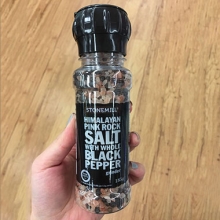 STONEMILL
HIMALAYAN
PINK ROCK
SALT
WITH WHOLE
BLACK
PEPPER